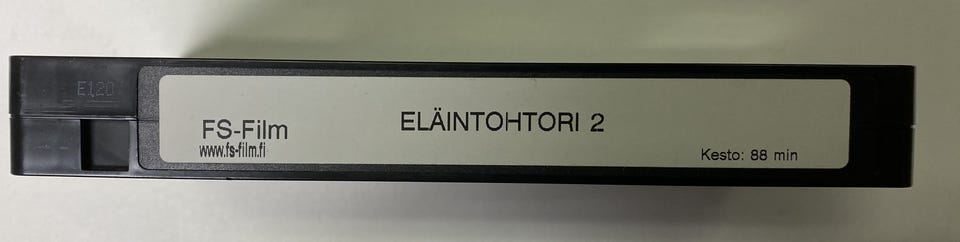 E120
FS-Film
www.fs-film.fi
ELÄINTOHTORI 2
Kesto: 88 min